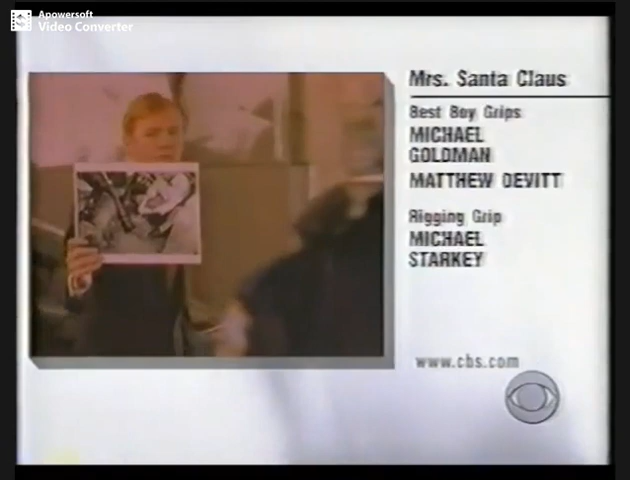 Apowersoft
Video Converter
Mrs. Santa Claus
Best Boy Grips
MICHAEL
GOLDMAN
MATTHEW DEVITT
Rigging Grip
MICHAEL
STARKEY
www.cbs.com